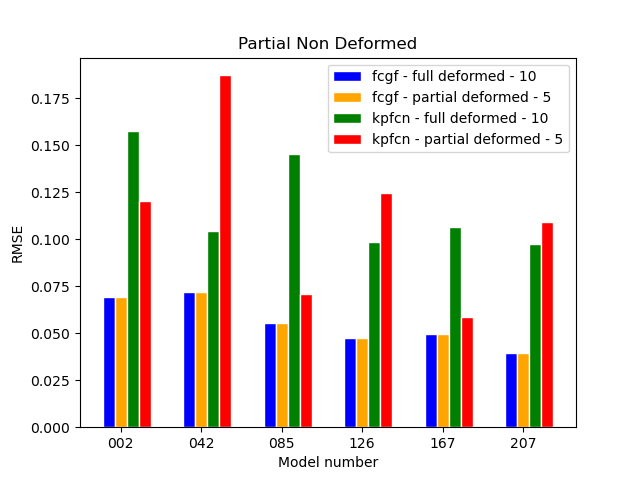 Partial Non Deformed
fcgf - full deformed - 10
fcgf - partial deformed - 5
kpfcn - full deformed - 10
kpfcn - partial deformed - 5
RMSE
0.175
0.150
0.125
0.100
0.075
0.050
0.025
0.000
002 042 085 126 167 207
Model number